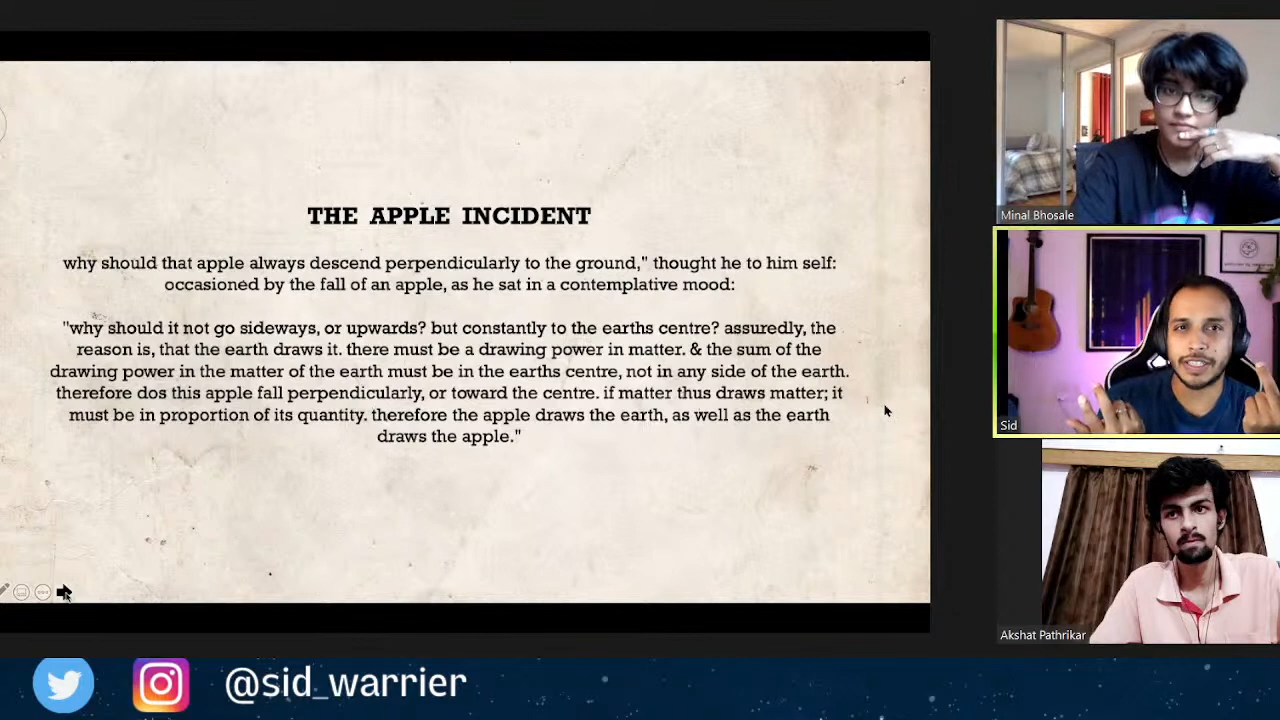 THE APPLE INCIDENT
why should that apple always descend perpendicularly to the ground," thought he to him self:
occasioned by the fall of an apple, as he sat in a contemplative mood:
"why should it not go sideways, or upwards? but constantly to the earths centre? assuredly, the
reason is, that the earth draws it. there must be a drawing power in matter. & the sum of the
drawing power in the matter of the earth must be in the earths centre, not in any side of the earth.
therefore dos this apple fall perpendicularly, or toward the centre. if matter thus draws matter; it
must be in proportion of its quantity. therefore the apple draws the earth, as well as the earth
draws the apple."
Minal Bhosale
Sid
Akshat Pathrikar
@sid_warrier